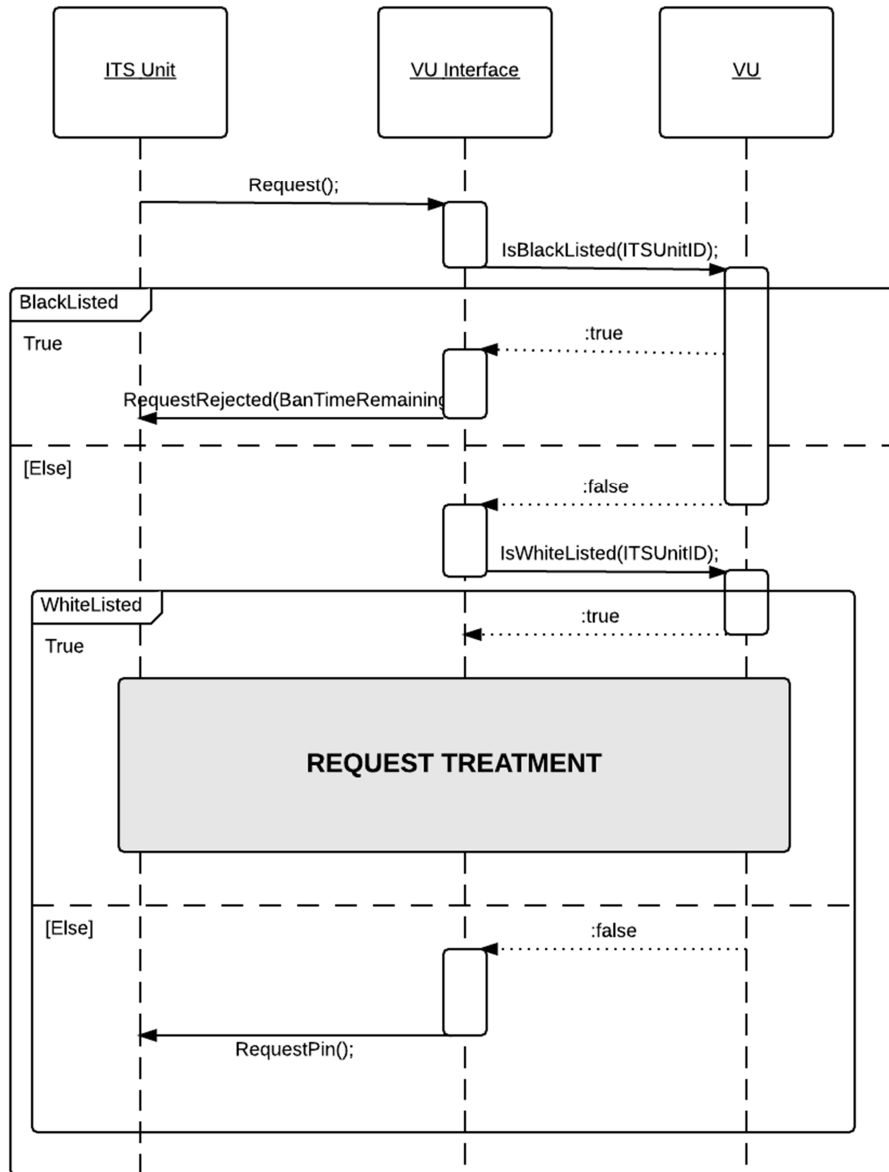 ITS Unit
VU Interface
VU
Request();
IsBlackListed(ITSUnitID);
BlackListed
True
:true
RequestRejected(BanTimeRemaining
[Else]
:false
IsWhiteListed(ITSUnitID);
WhiteListed
:true
True
REQUEST TREATMENT
[Else]
:false
RequestPin();